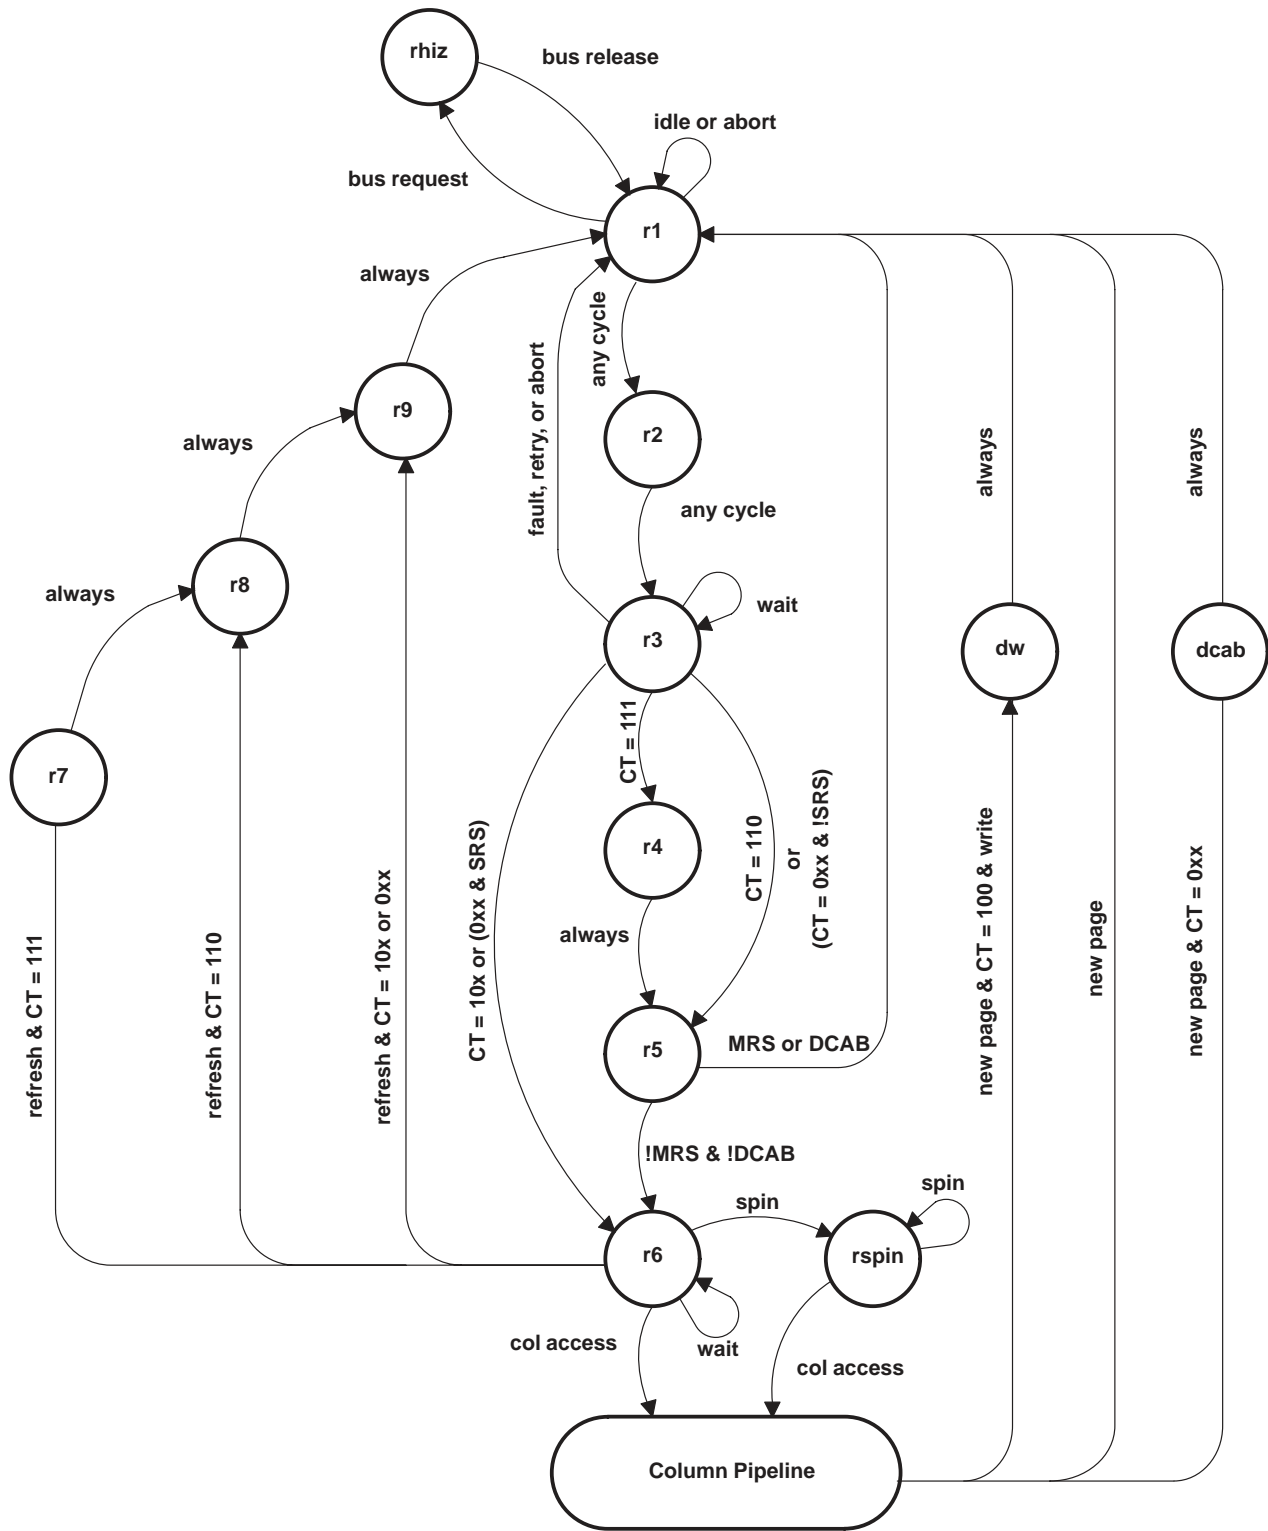 rhiz
bus release
idle or abort
bus request
r1
always
any cycle
fault, retry, or abort
r9
r2
always
always
always
any cycle
r8
always
wait
r3
dw
dcab
CT = 111
r7
CT = 10x or (0xx & SRS)
r4
CT = 110
or
(CT = 0xx & !SRS)
always
refresh & CT = 111
refresh & CT = 110
refresh & CT = 10x or 0xx
new page & CT = 100 & write
new page
new page & CT = 0xx
r5
MRS or DCAB
!MRS & !DCAB
spin
spin
r6
rspin
col access
wait
col access
Column Pipeline